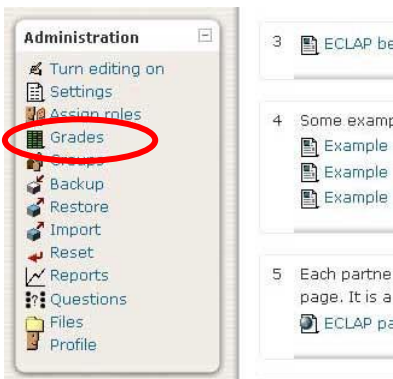 Administration
Turn editing on
Settings
Assign roles
Grades
Groups
Backup
Restore
Import
Reset
Reports
Questions
Files
Profile
3 ECLAP be
4 Some examp
Example
Example
Example
5 Each partne
page. It is a
ECLAP pa